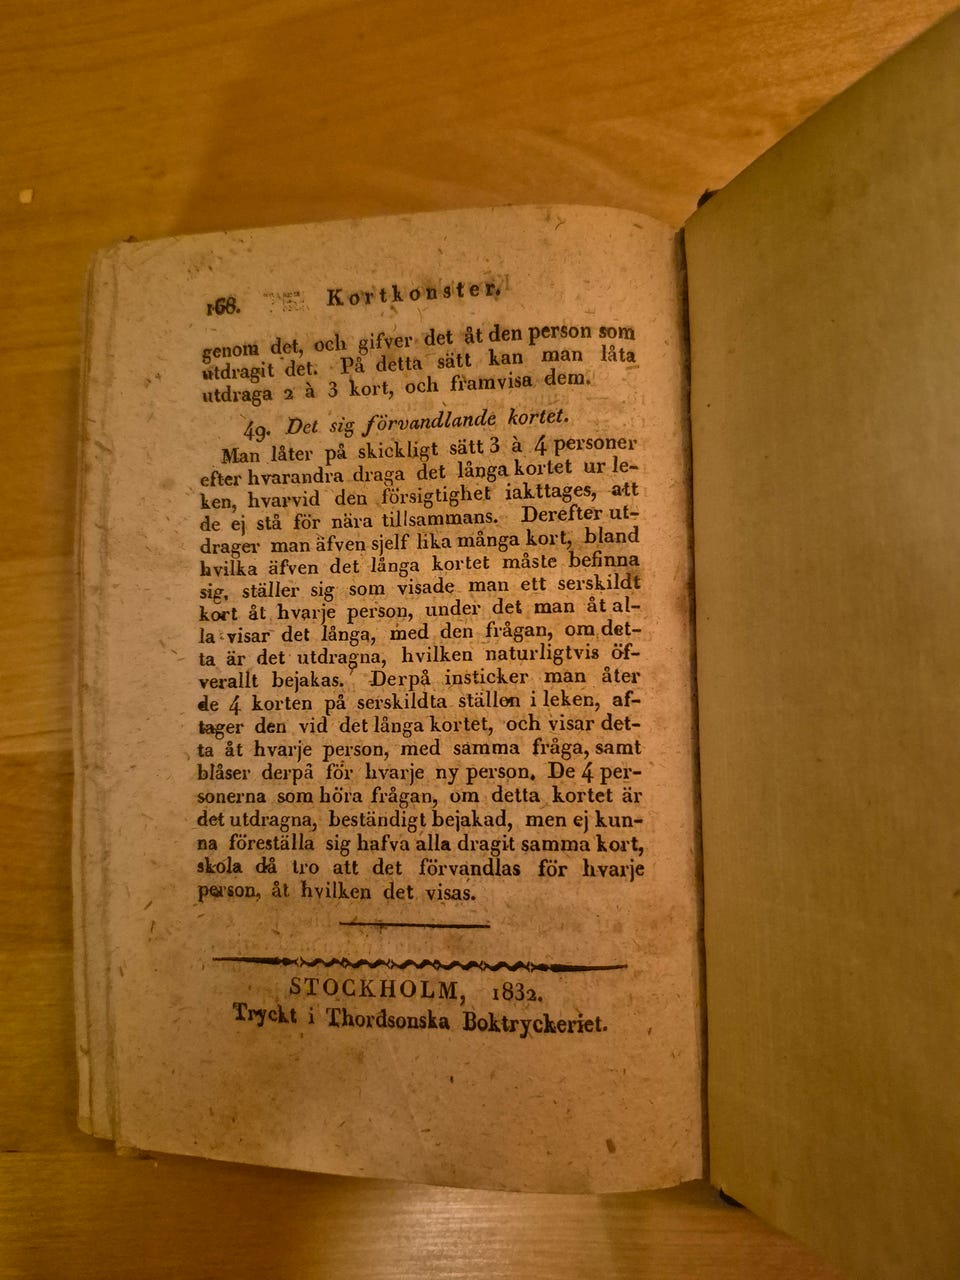 168. Kortkonster.
genom det, och gifver det åt den person som
utdragit det. På detta sätt kan man låta
utdraga 2 à 3 kort, och framvisa dem.
49. Det sig förvandlande kortet.
Man låter på skickligt sätt 3 à 4 personer
efter hvarandra draga det långa kortet ur le-
ken, hvarvid den försigtighet iakttages, att
de ej stå för nära tillsammans. Derefter ut-
drager man äfven sjelf lika många kort, bland
hvilka äfven det långa kortet måste befinna
sig, ställer sig som visade man ett serskildt
kort åt hvarje person, under det man åt al-
la visar det långa, med den frågan, om det-
ta är det utdragna, hvilken naturligtvis öf-
verallt bejakas. Derpå insticker man åter
de 4 korten på serskildta ställen i leken, af-
tager den vid det långa kortet, och visar det-
ta åt hvarje person, med samma fråga, samt
blåser derpå för hvarje ny person. De 4 per-
sonerna som höra frågan, om detta kortet är
det utdragna, beständigt bejakad, men ej kun-
na föreställa sig hafva alla dragit samma kort,
skola då tro att det förvandlas för hvarje
person, åt hvilken det visas.
STOCKHOLM, 1832.
Tryckt i Thordsonska Boktryckeriet.